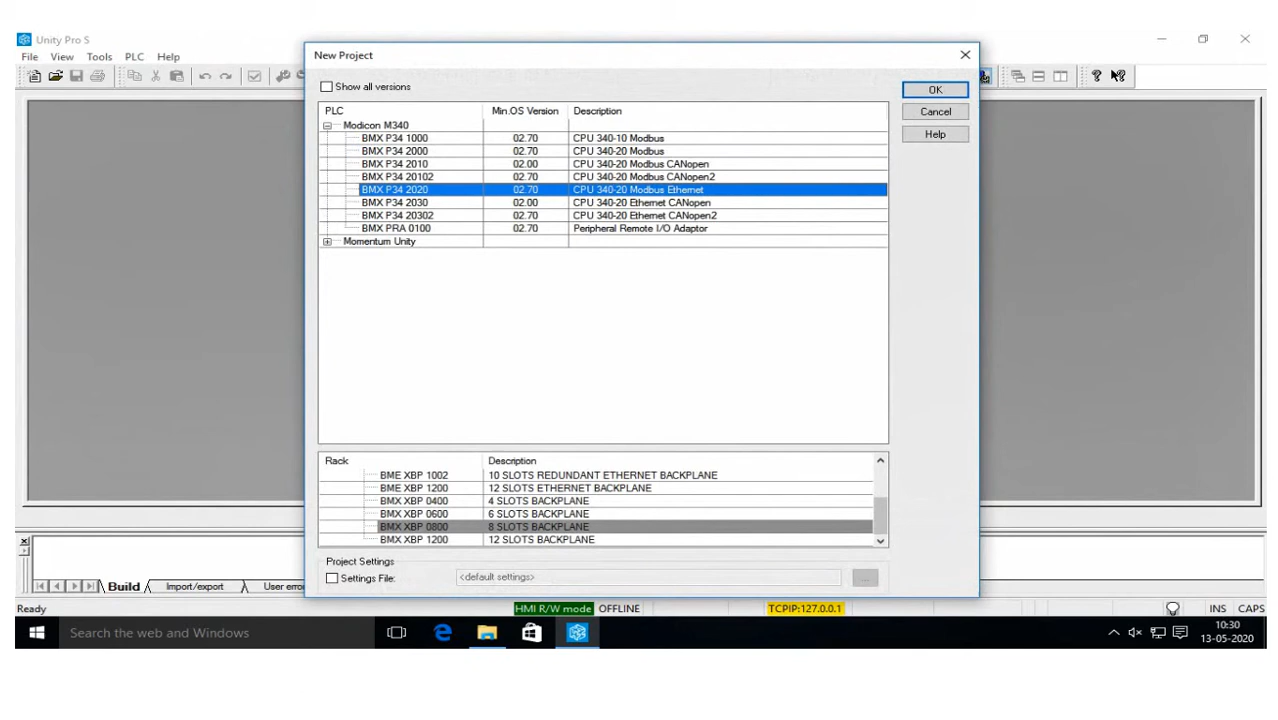 Unity Pro S
File View Tools PLC Help
New Project
Show all versions
OK
Cancel
Help
PLC Min.OS Version Description
Modicon M340
BMX P34 1000 02.70 CPU 340-10 Modbus
BMX P34 2000 02.70 CPU 340-20 Modbus
BMX P34 2010 02.00 CPU 340-20 Modbus CANopen
BMX P34 20102 02.70 CPU 340-20 Modbus CANopen2
BMX P34 2020 02.70 CPU 340-20 Modbus Ethernet
BMX P34 2030 02.00 CPU 340-20 Ethernet CANopen
BMX P34 20302 02.70 CPU 340-20 Ethernet CANopen2
BMX PRA 0100 02.70 Peripheral Remote I/O Adaptor
Momentum Unity
Rack Description
BME XBP 1002 10 SLOTS REDUNDANT ETHERNET BACKPLANE
BME XBP 1200 12 SLOTS ETHERNET BACKPLANE
BMX XBP 0400 4 SLOTS BACKPLANE
BMX XBP 0600 6 SLOTS BACKPLANE
BMX XBP 0800 8 SLOTS BACKPLANE
BMX XBP 1200 12 SLOTS BACKPLANE
Project Settings
Settings File: <default settings> ...
Build Import/export User erro
Ready HMI R/W mode OFFLINE TCPIP:127.0.0.1 INS CAPS
Search the web and Windows
10:30
13-05-2020